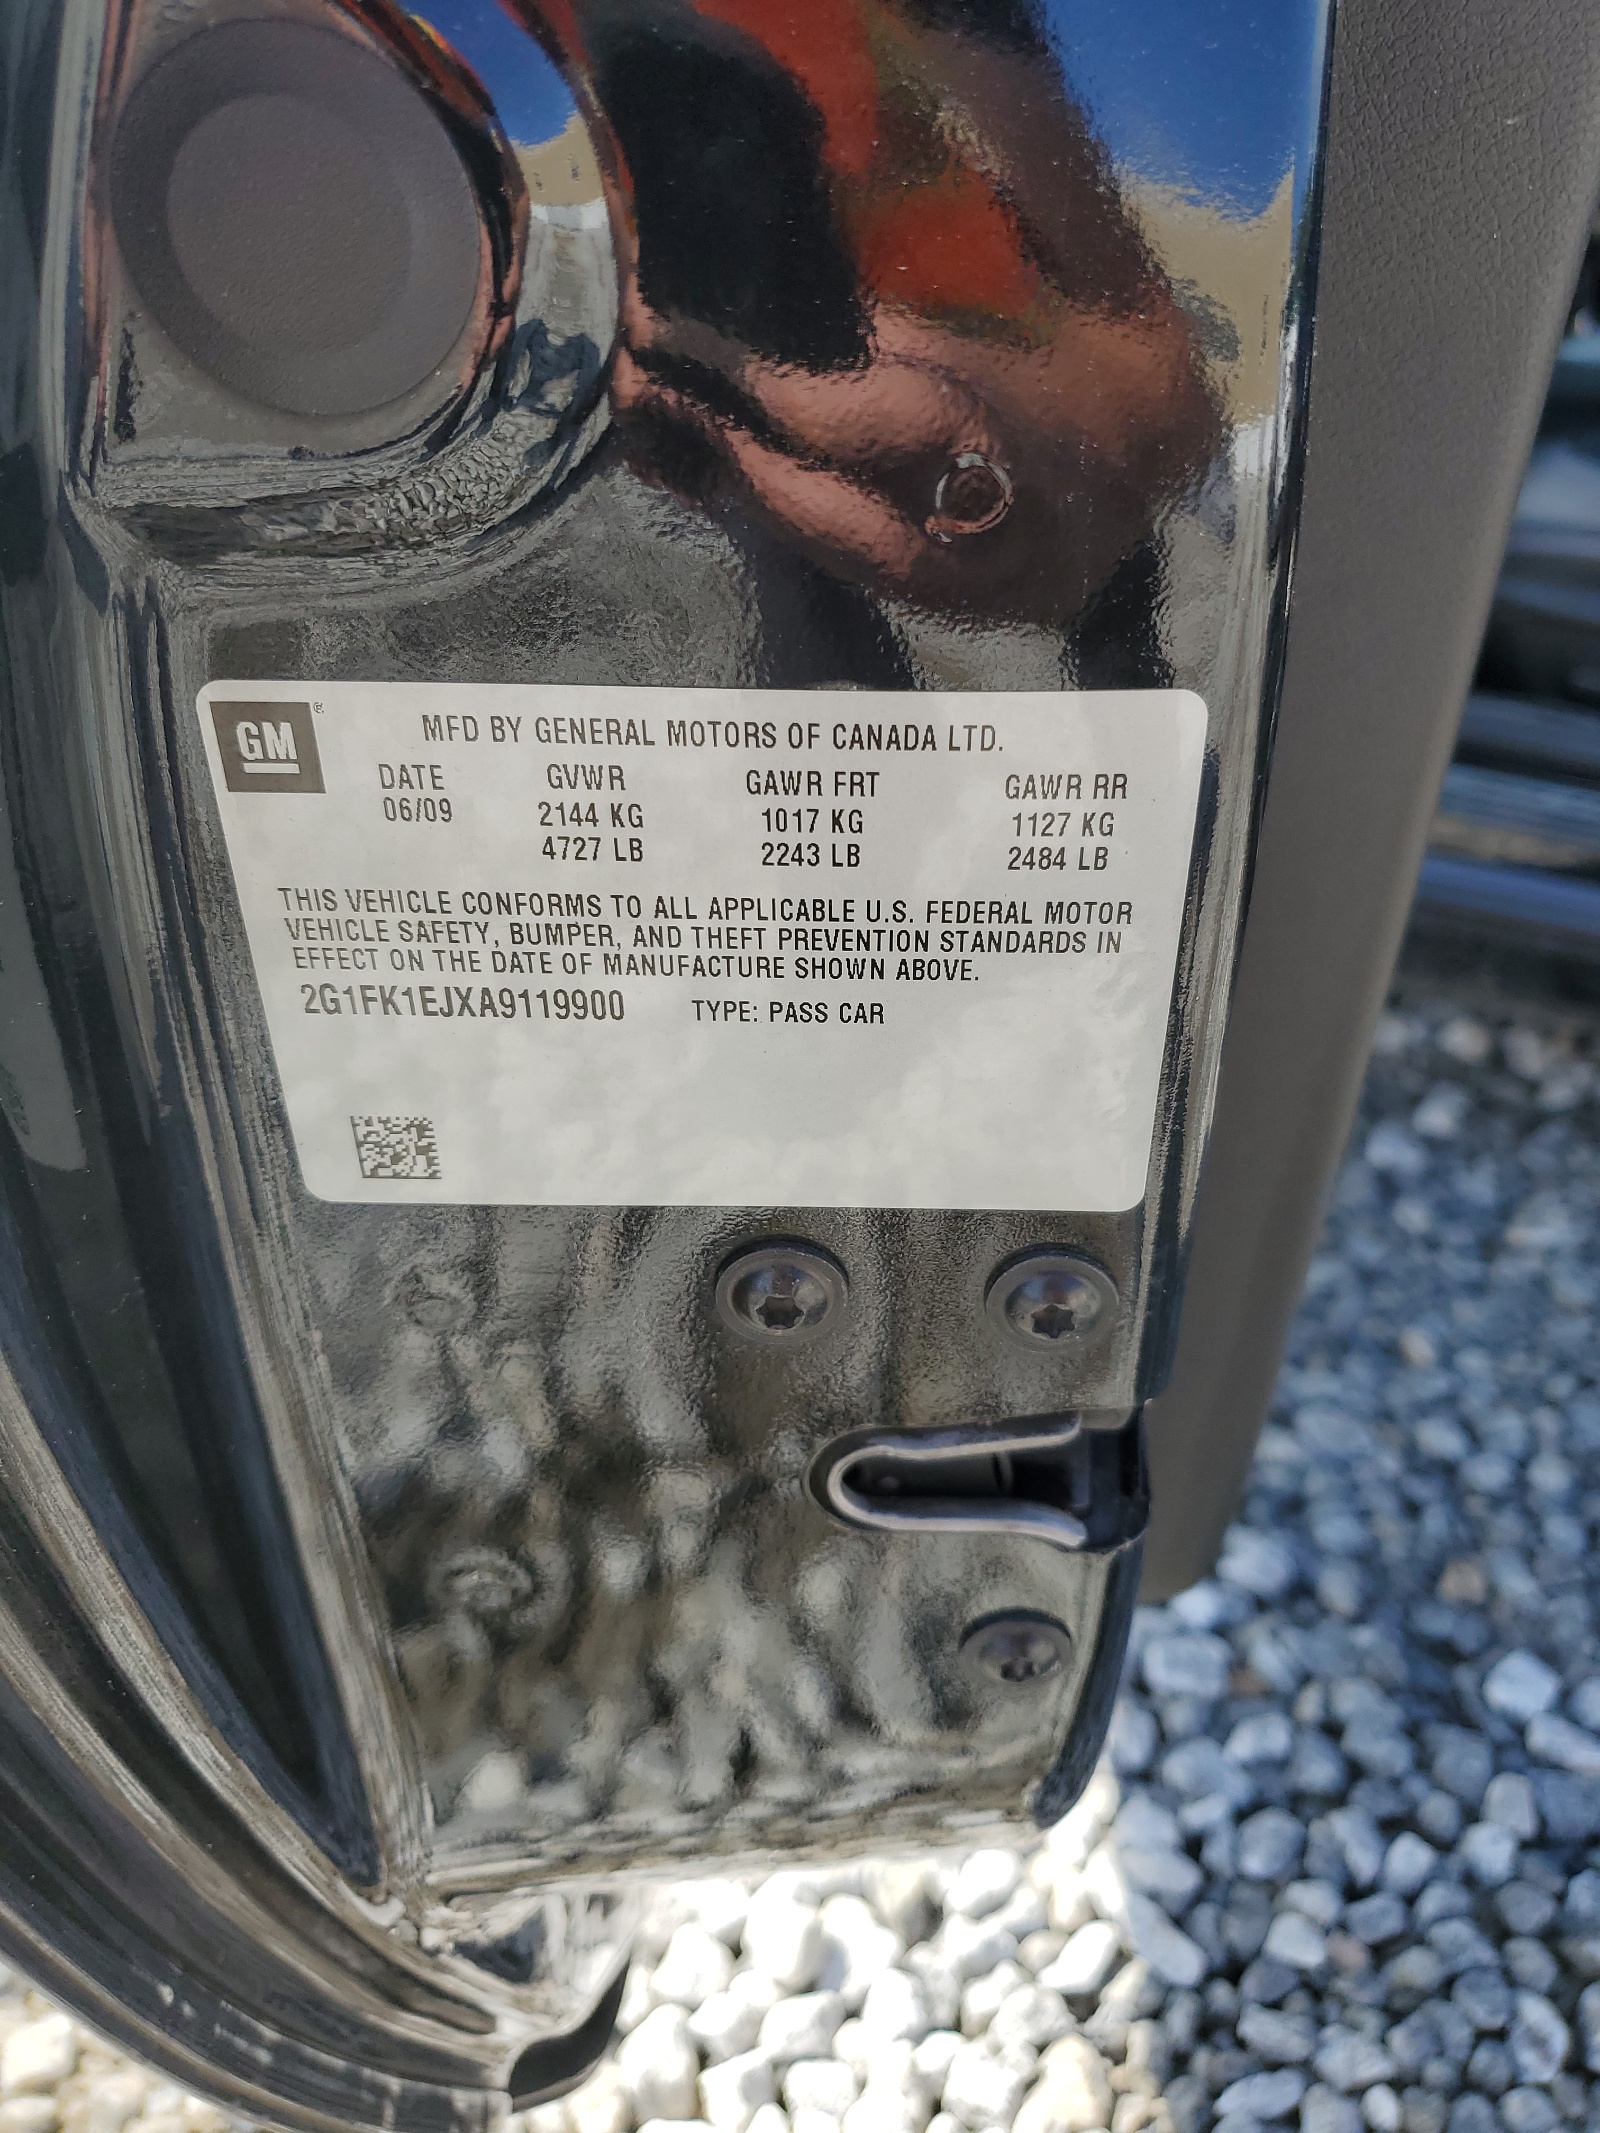 GM®
MFD BY GENERAL MOTORS OF CANADA LTD.
DATE GVWR GAWR FRT GAWR RR
06/09 2144 KG 1017 KG 1127 KG
4727 LB 2243 LB 2484 LB
THIS VEHICLE CONFORMS TO ALL APPLICABLE U.S. FEDERAL MOTOR
VEHICLE SAFETY, BUMPER, AND THEFT PREVENTION STANDARDS IN
EFFECT ON THE DATE OF MANUFACTURE SHOWN ABOVE.
2G1FK1EJXA9119900 TYPE: PASS CAR